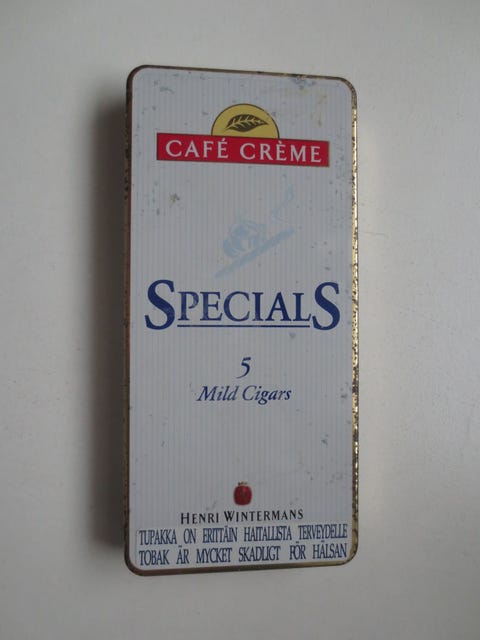 CAFÉ CRÈME
SPECIALS
5
Mild Cigars
HENRI WINTERMANS
TUPAKKA ON ERITTÄIN HAITALLISTA TERVEYDELLE
TOBAK ÄR MYCKET SKADLIGT FÖR HÄLSAN